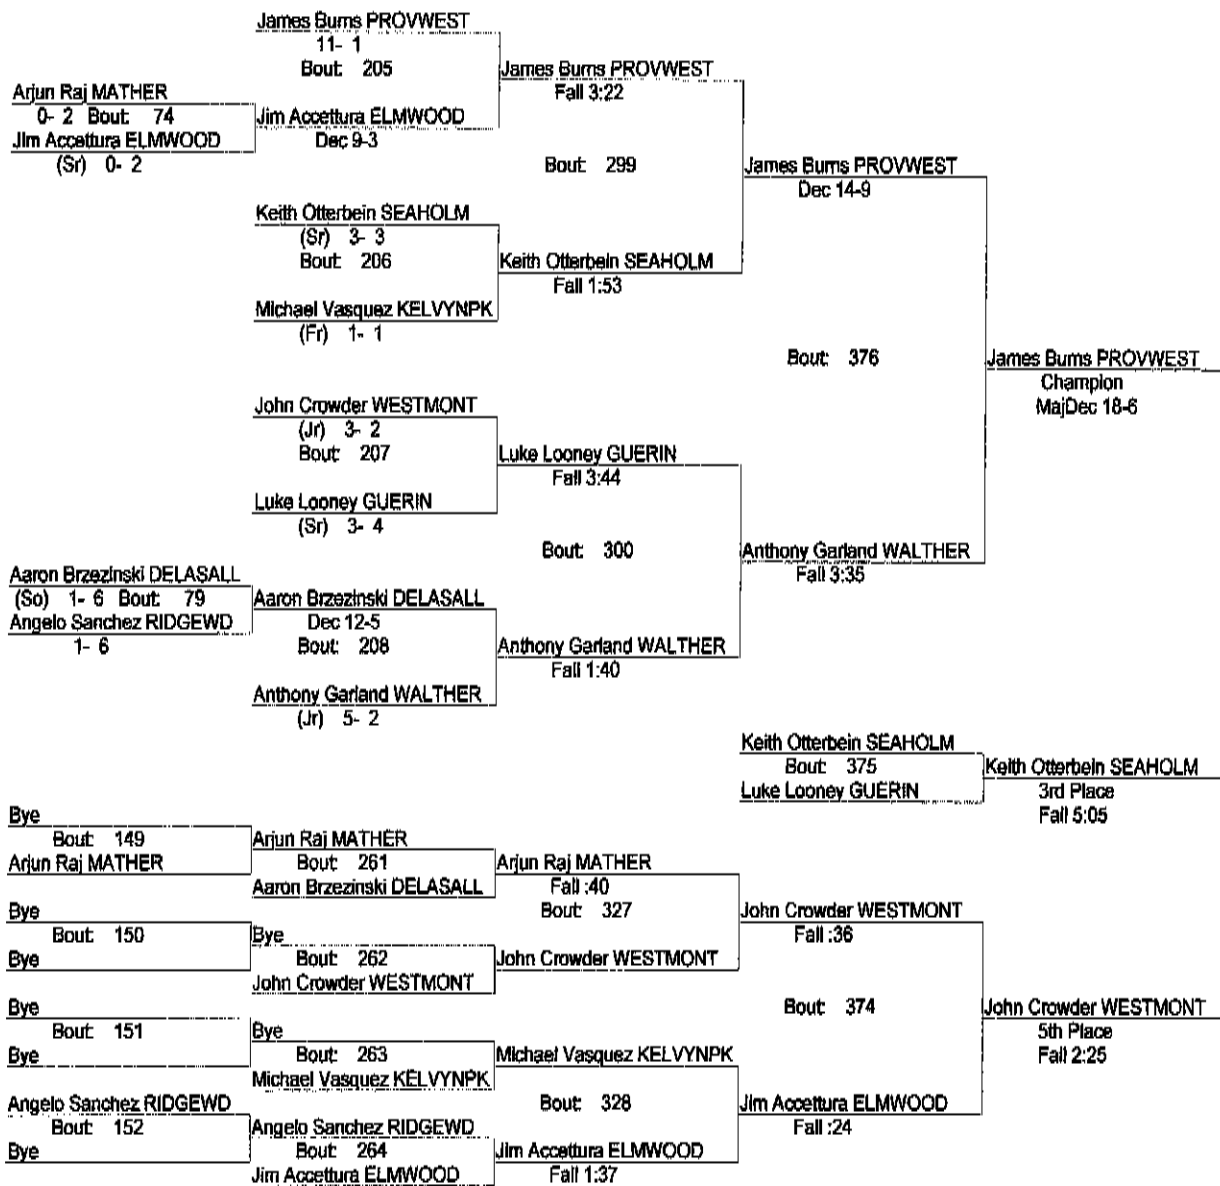 James Burns PROVWEST
11- 1
Bout: 205
James Burns PROVWEST
Fall 3:22
Arjun Raj MATHER
0- 2 Bout: 74
Jim Accettura ELMWOOD
(Sr) 0- 2
Jim Accettura ELMWOOD
Dec 9-3
Bout: 299
James Burns PROVWEST
Dec 14-9
Keith Otterbein SEAHOLM
(Sr) 3- 3
Bout: 206
Keith Otterbein SEAHOLM
Fall 1:53
Michael Vasquez KELVYNPK
(Fr) 1- 1
Bout: 376
James Burns PROVWEST
Champion
MajDec 18-6
John Crowder WESTMONT
(Jr) 3- 2
Bout: 207
Luke Looney GUERIN
Fall 3:44
Luke Looney GUERIN
(Sr) 3- 4
Bout: 300
Anthony Garland WALTHER
Fall 3:35
Aaron Brzezinski DELASALL
(So) 1- 6 Bout: 79
Angelo Sanchez RIDGEWD
1- 6
Aaron Brzezinski DELASALL
Dec 12-5
Bout: 208
Anthony Garland WALTHER
Fall 1:40
Anthony Garland WALTHER
(Jr) 5- 2
Keith Otterbein SEAHOLM
Bout: 375
Luke Looney GUERIN
Keith Otterbein SEAHOLM
3rd Place
Fall 5:05
Bye
Bout: 149
Arjun Raj MATHER
Arjun Raj MATHER
Bout: 261
Aaron Brzezinski DELASALL
Arjun Raj MATHER
Fall :40
Bout: 327
John Crowder WESTMONT
Fall :36
Bye
Bout: 150
Bye
Bye
Bout: 262
John Crowder WESTMONT
John Crowder WESTMONT
Bout: 374
John Crowder WESTMONT
5th Place
Fall 2:25
Bye
Bout: 151
Bye
Bye
Bout: 263
Michael Vasquez KELVYNPK
Michael Vasquez KELVYNPK
Bout: 328
Jim Accettura ELMWOOD
Fall :24
Angelo Sanchez RIDGEWD
Bout: 152
Bye
Angelo Sanchez RIDGEWD
Bout: 264
Jim Accettura ELMWOOD
Jim Accettura ELMWOOD
Fall 1:37